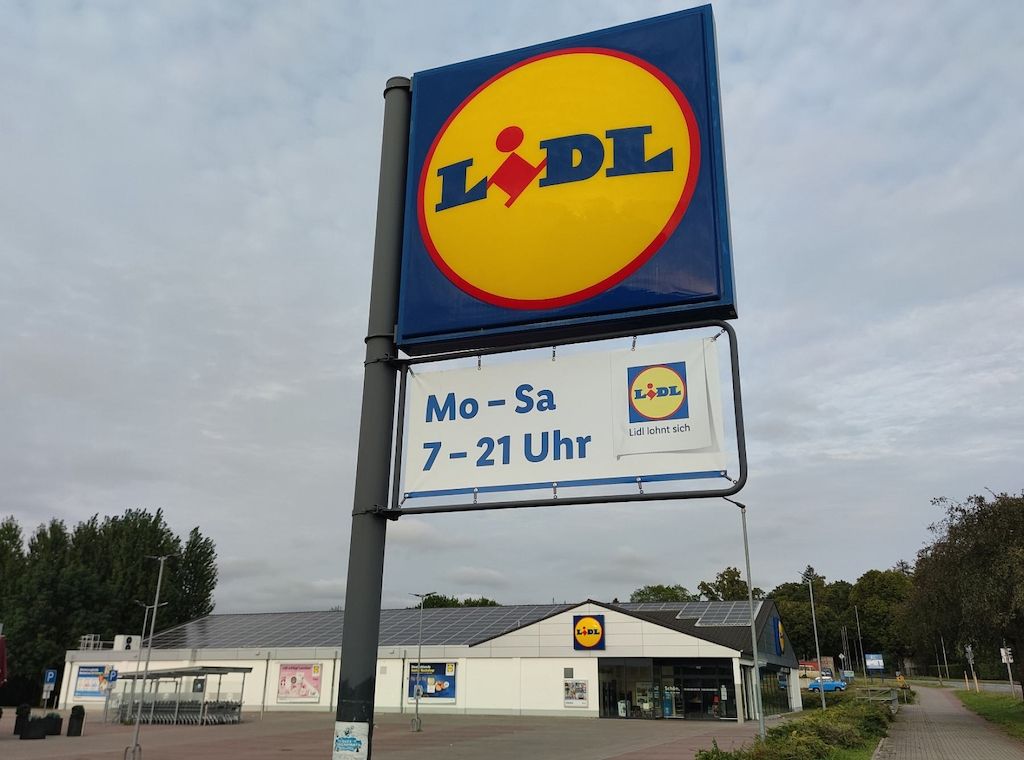 LiDL
Mo – Sa
7 – 21 Uhr
LiDL
Lidl lohnt sich
LiDL
P
P